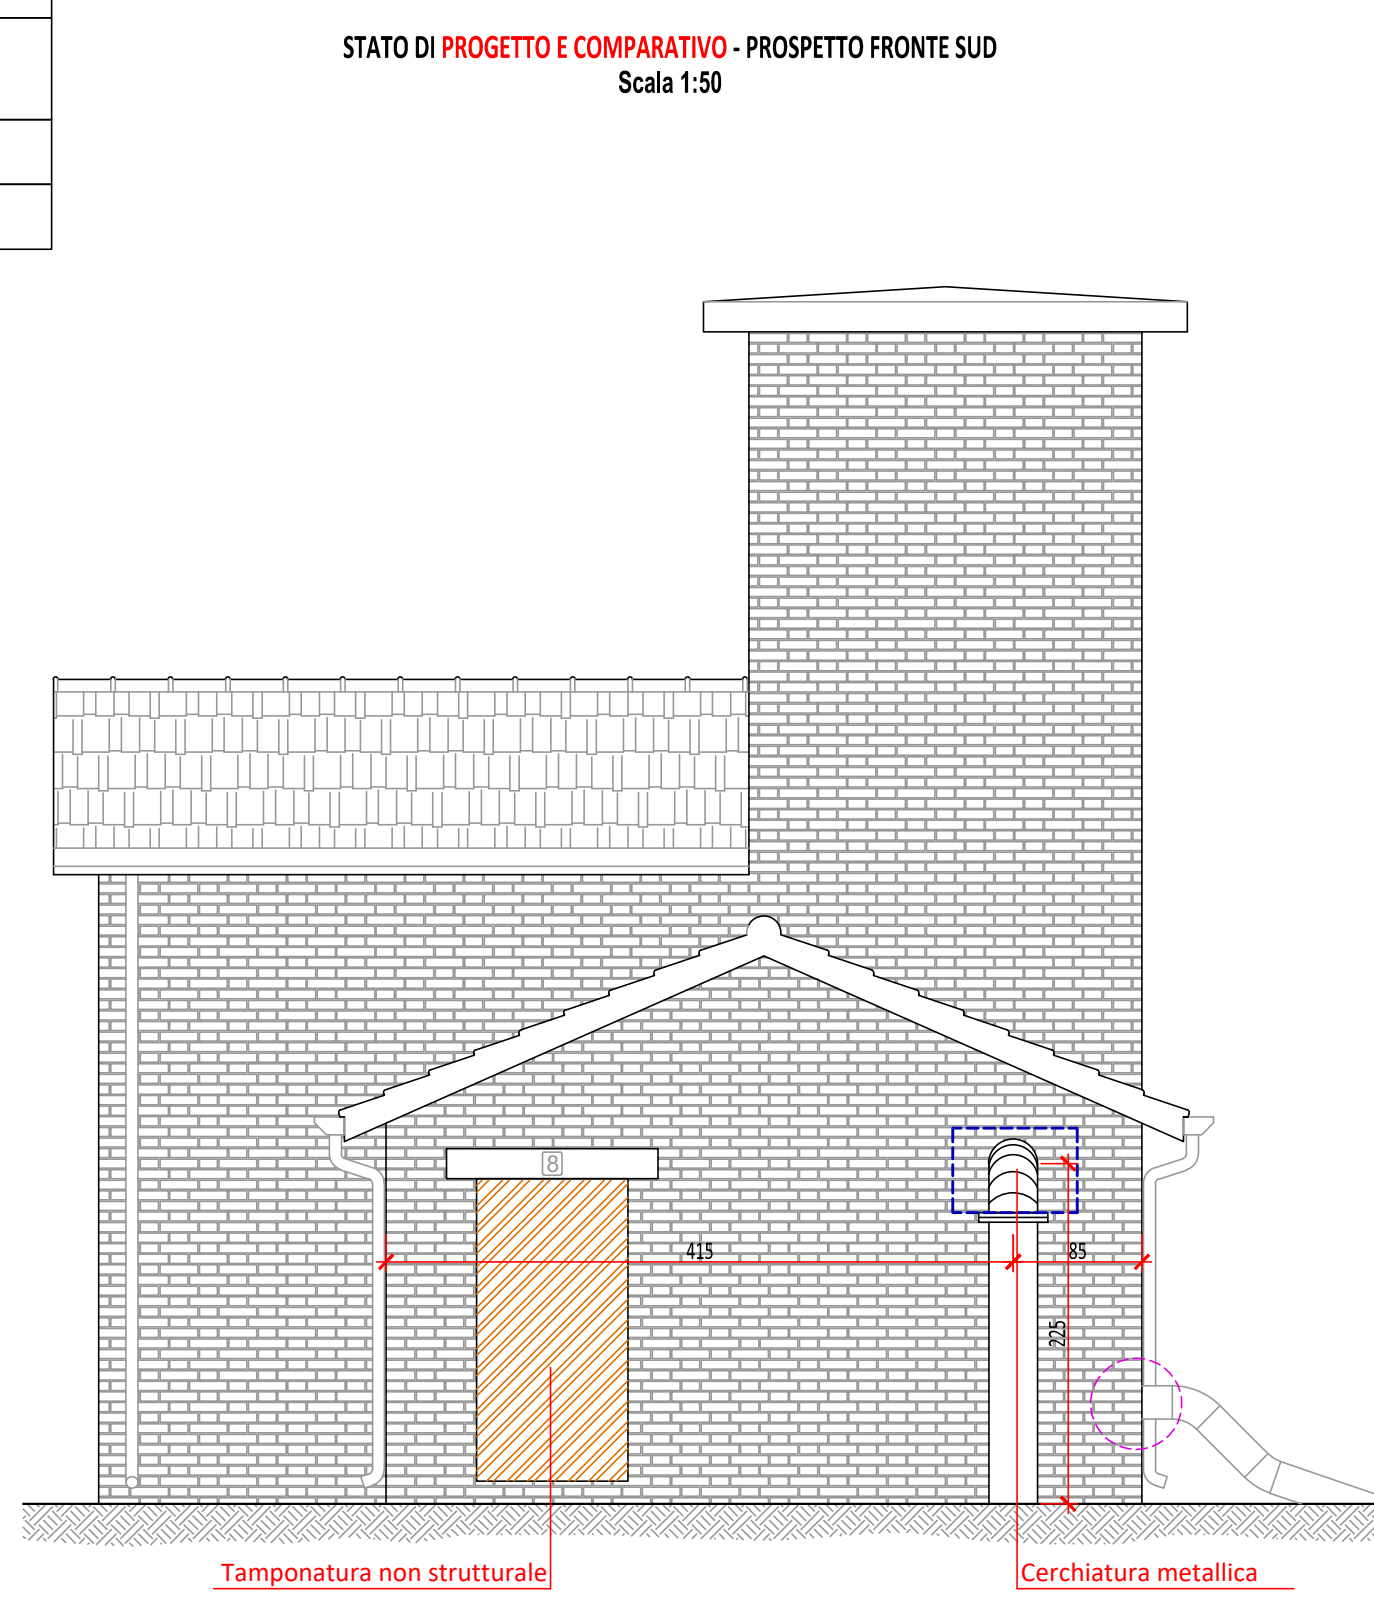 STATO DI PROGETTO E COMPARATIVO - PROSPETTO FRONTE SUD
Scala 1:50
8
415
85
225
Tamponatura non strutturale
Cerchiatura metallica